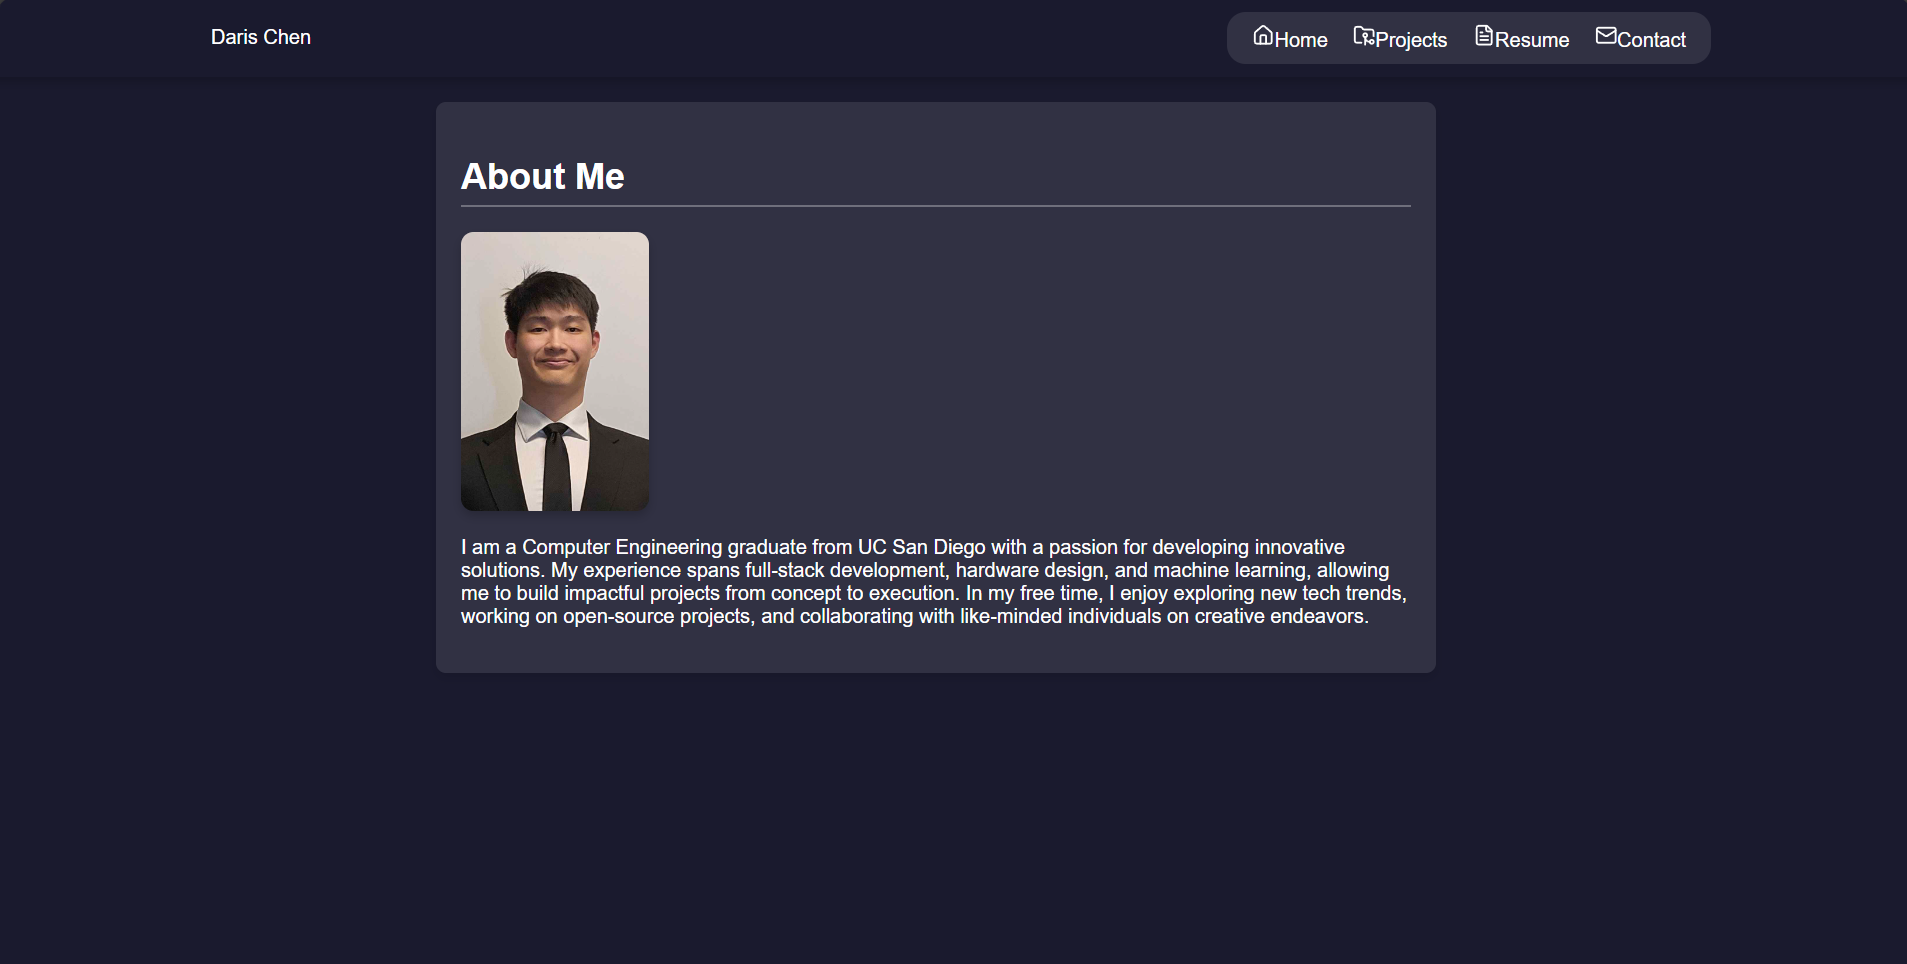 Daris Chen
Home Projects Resume Contact
About Me
I am a Computer Engineering graduate from UC San Diego with a passion for developing innovative
solutions. My experience spans full-stack development, hardware design, and machine learning, allowing
me to build impactful projects from concept to execution. In my free time, I enjoy exploring new tech trends,
working on open-source projects, and collaborating with like-minded individuals on creative endeavors.